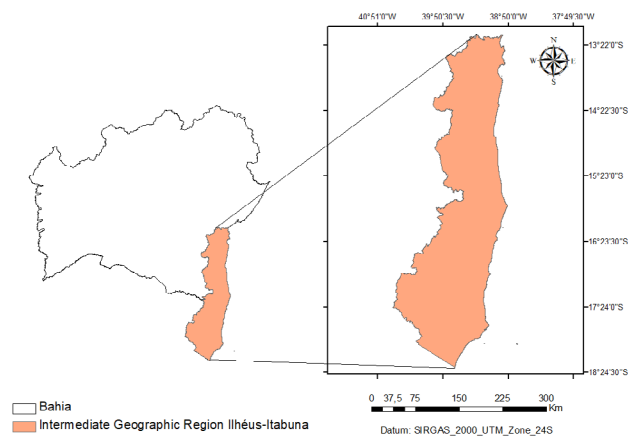 40°51'0"W 39°50'30"W 38°50'0"W 37°49'30"W
13°22'0"S
N
W E
S
14°22'30"S
15°23'0"S
16°23'30"S
17°24'0"S
18°24'30"S
Bahia
Intermediate Geographic Region Ilhéus-Itabuna
0 37,5 75 150 225 300
Km
Datum: SIRGAS_2000_UTM_Zone_24S